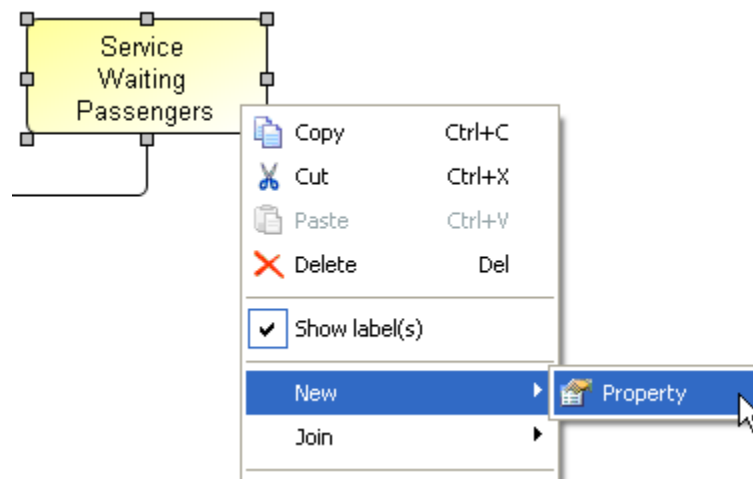 Service
Waiting
Passengers
Copy Ctrl+C
Cut Ctrl+X
Paste Ctrl+V
Delete Del
Show label(s)
New Property
Join